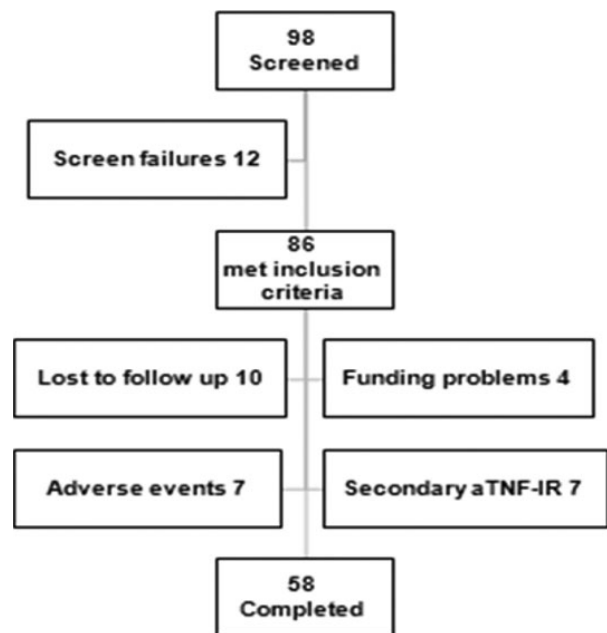 98
Screened
Screen failures 12
86
met inclusion
criteria
Lost to follow up 10
Funding problems 4
Adverse events 7
Secondary aTNF-IR 7
58
Completed